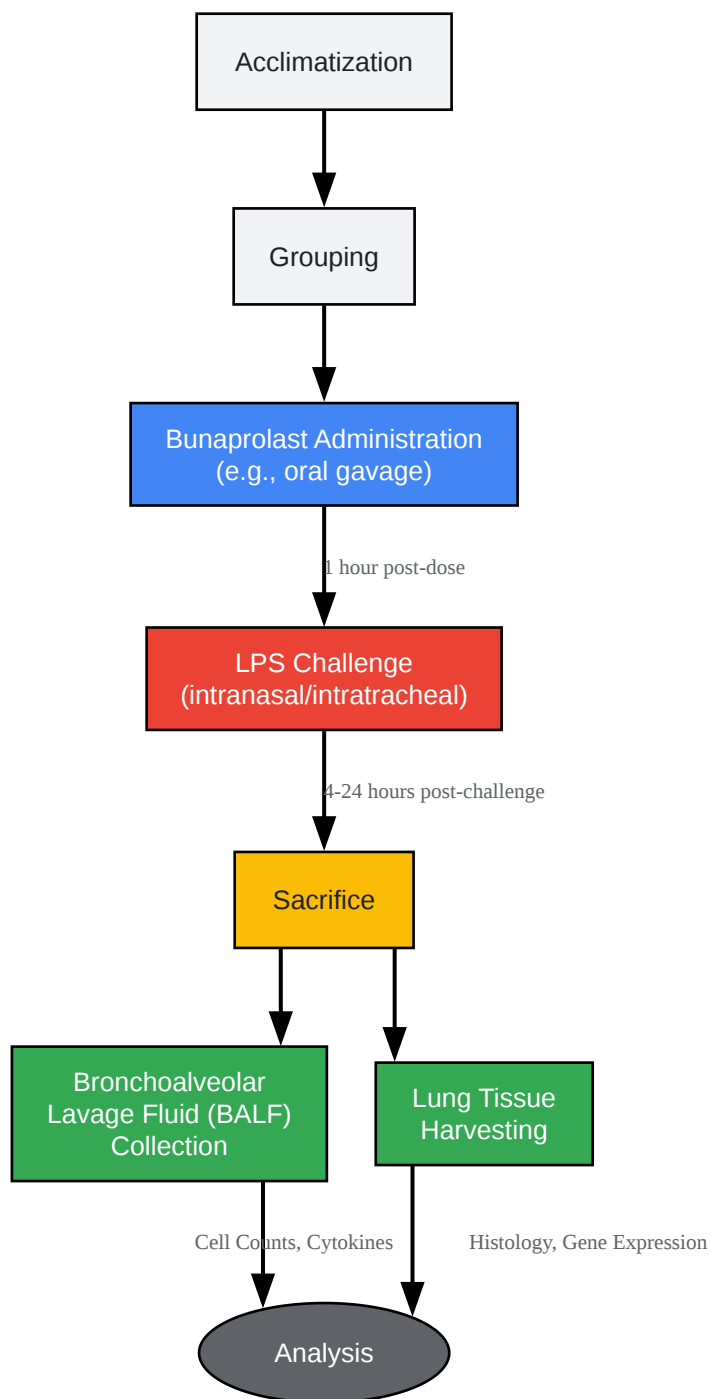 Acclimatization
Grouping
Bunaprolast Administration
(e.g., oral gavage)
1 hour post-dose
LPS Challenge
(intranasal/intratracheal)
4-24 hours post-challenge
Sacrifice
Bronchoalveolar
Lavage Fluid (BALF)
Collection
Lung Tissue
Harvesting
Cell Counts, Cytokines
Histology, Gene Expression
Analysis